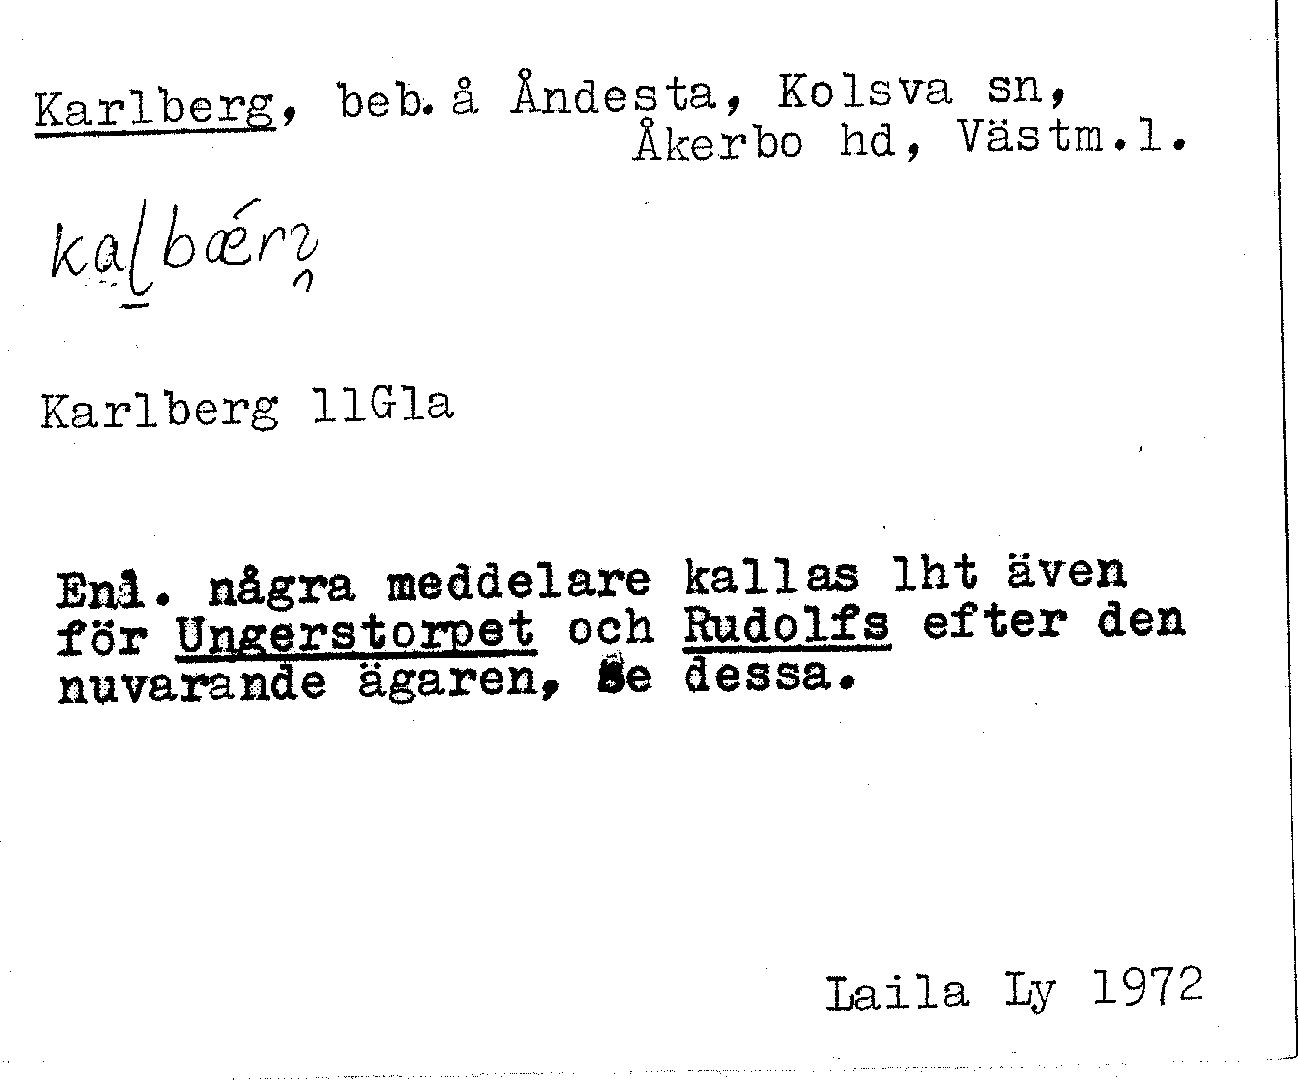 Karlberg, beb. å Åndesta, Kolsva sn,
Åkerbo hd, Västm.l.
Karlberg 11G1a
Enl. några meddelare kallas lht även
för Ungerstorpet och Rudolfs efter den
nuvarande ägaren, Se dessa.
Laila Ly 1972